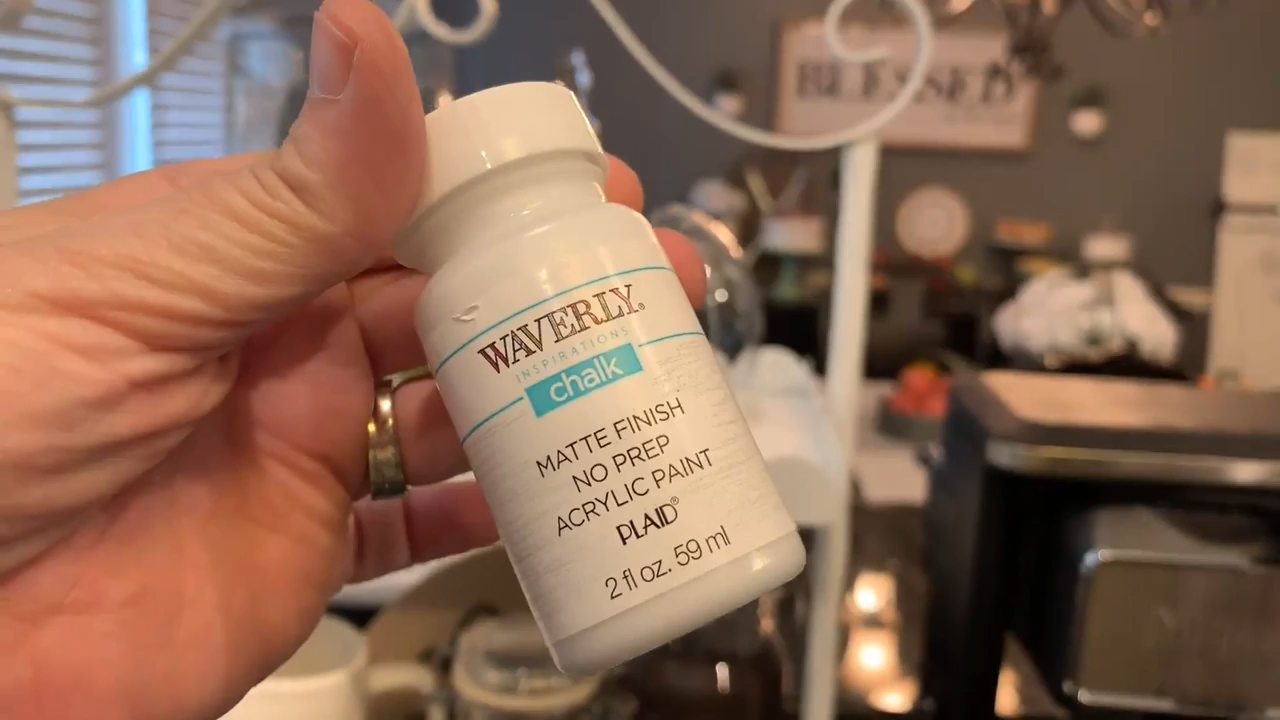 BLESSED
WAVERLY®
INSPIRATIONS
chalk
MATTE FINISH
NO PREP
ACRYLIC PAINT
PLAID®
2 fl oz. 59 ml